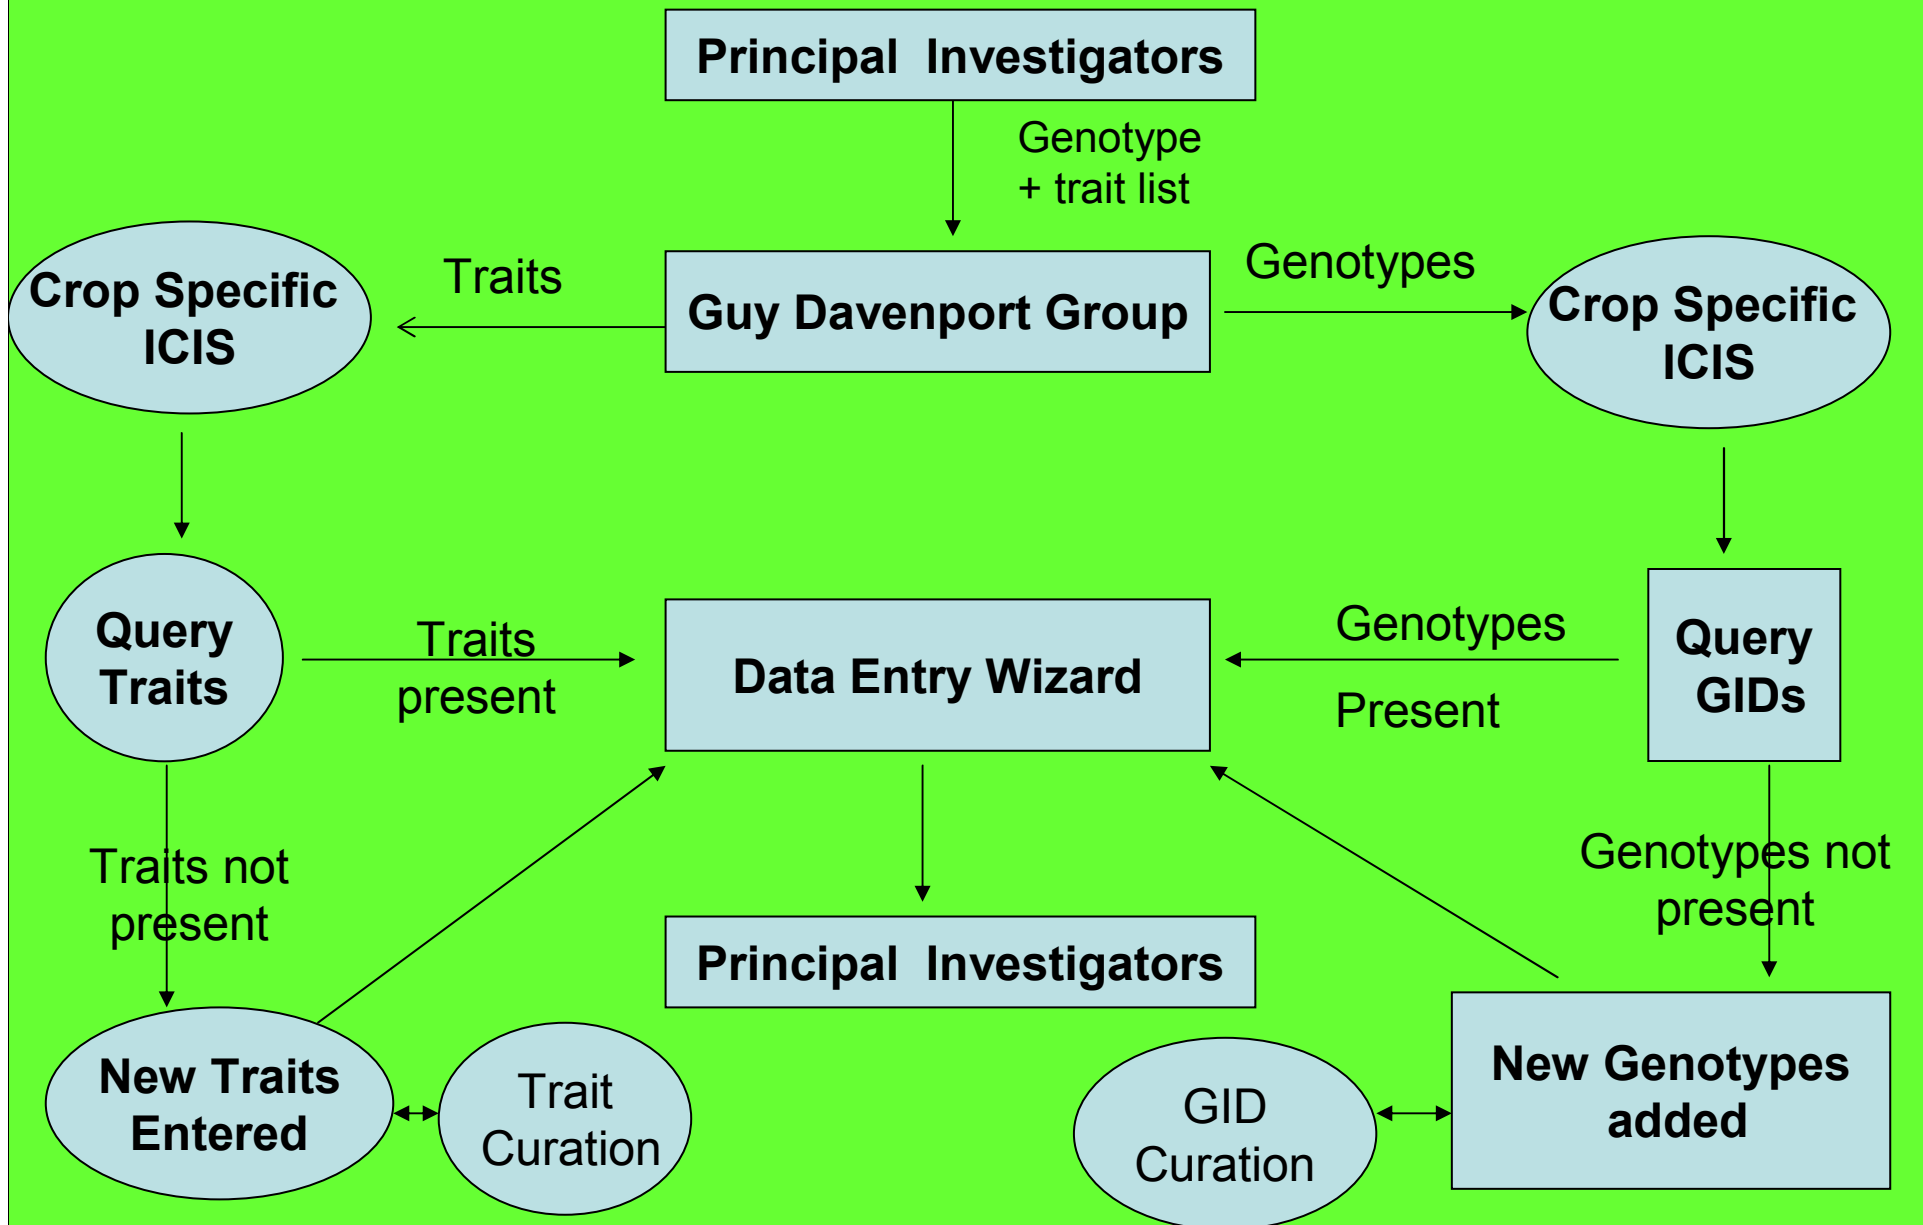 Principal Investigators
Genotype
+ trait list
Crop Specific
ICIS
Traits
Guy Davenport Group
Genotypes
Crop Specific
ICIS
Query
Traits
Traits
present
Data Entry Wizard
Genotypes
Present
Query
GIDs
Traits not
present
Genotypes not
present
Principal Investigators
New Traits
Entered
Trait
Curation
GID
Curation
New Genotypes
added